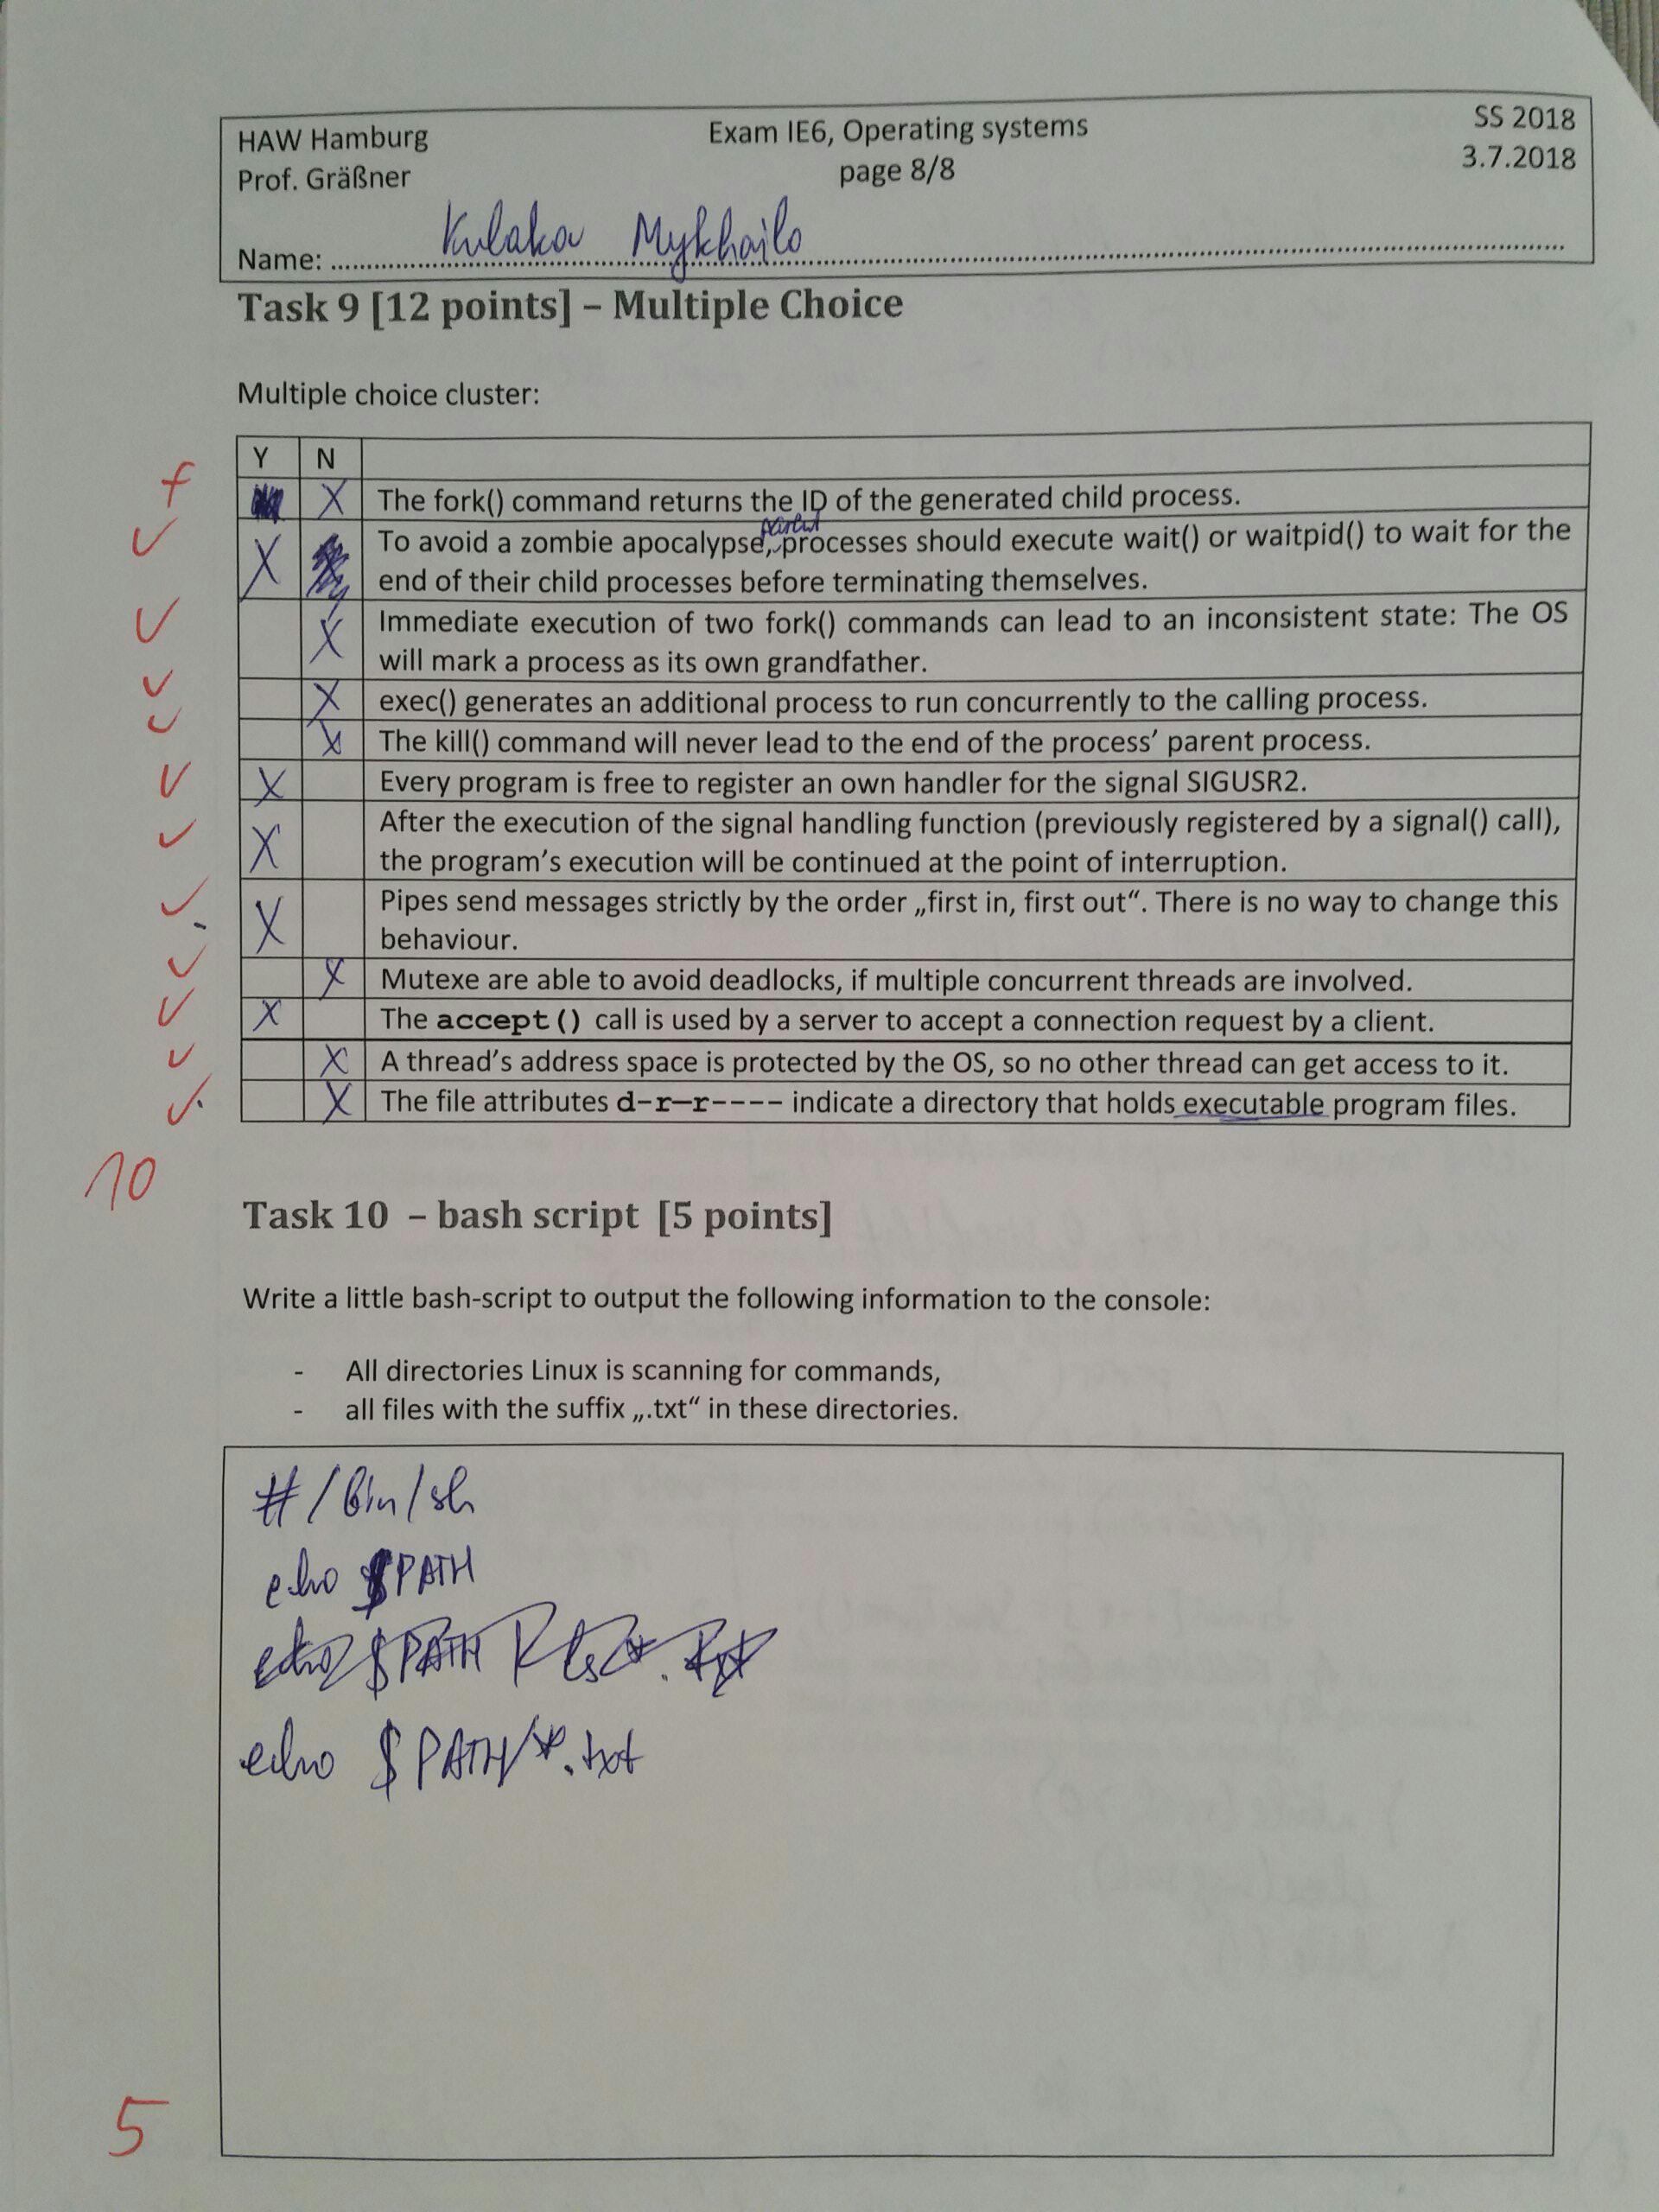 HAW Hamburg Exam IE6, Operating systems SS 2018
Prof. Gräßner page 8/8 3.7.2018
Name: Kulakov Mykhailo
Task 9 [12 points] – Multiple Choice
Multiple choice cluster:
Y N
f
X The fork() command returns the ID of the generated child process.
parent
X To avoid a zombie apocalypse, processes should execute wait() or waitpid() to wait for the
end of their child processes before terminating themselves.
X Immediate execution of two fork() commands can lead to an inconsistent state: The OS
will mark a process as its own grandfather.
X exec() generates an additional process to run concurrently to the calling process.
X The kill() command will never lead to the end of the process’ parent process.
X Every program is free to register an own handler for the signal SIGUSR2.
X After the execution of the signal handling function (previously registered by a signal() call),
the program’s execution will be continued at the point of interruption.
X Pipes send messages strictly by the order „first in, first out“. There is no way to change this
behaviour.
X Mutexe are able to avoid deadlocks, if multiple concurrent threads are involved.
X The accept() call is used by a server to accept a connection request by a client.
X A thread’s address space is protected by the OS, so no other thread can get access to it.
X The file attributes d–r—r---- indicate a directory that holds executable program files.
10
Task 10 – bash script [5 points]
Write a little bash-script to output the following information to the console:
- All directories Linux is scanning for commands,
- all files with the suffix „.txt“ in these directories.
#/bin/sh
echo $PATH
echo $PATH ls *.txt
echo $PATH/*.txt
5